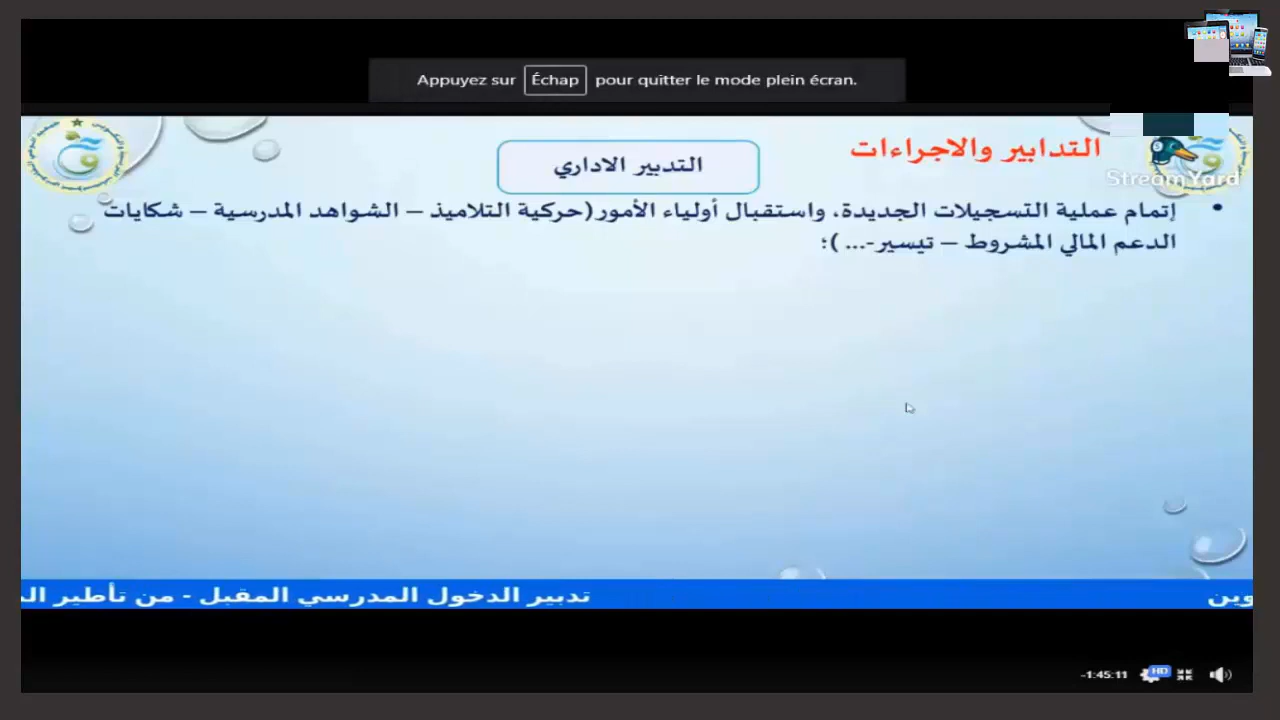 Appuyez sur Échap pour quitter le mode plein écran.
التدابير والاجراءات
StreamYard
التدبير الاداري
• إتمام عملية التسجيلات الجديدة، واستقبال أولياء الأمور(حركية التلاميذ – الشواهد المدرسية – شكايات
الدعم المالي المشروط – تيسير-... )؛
تدبير الدخول المدرسي المقبل - من تأطير
-1:45:11 HD